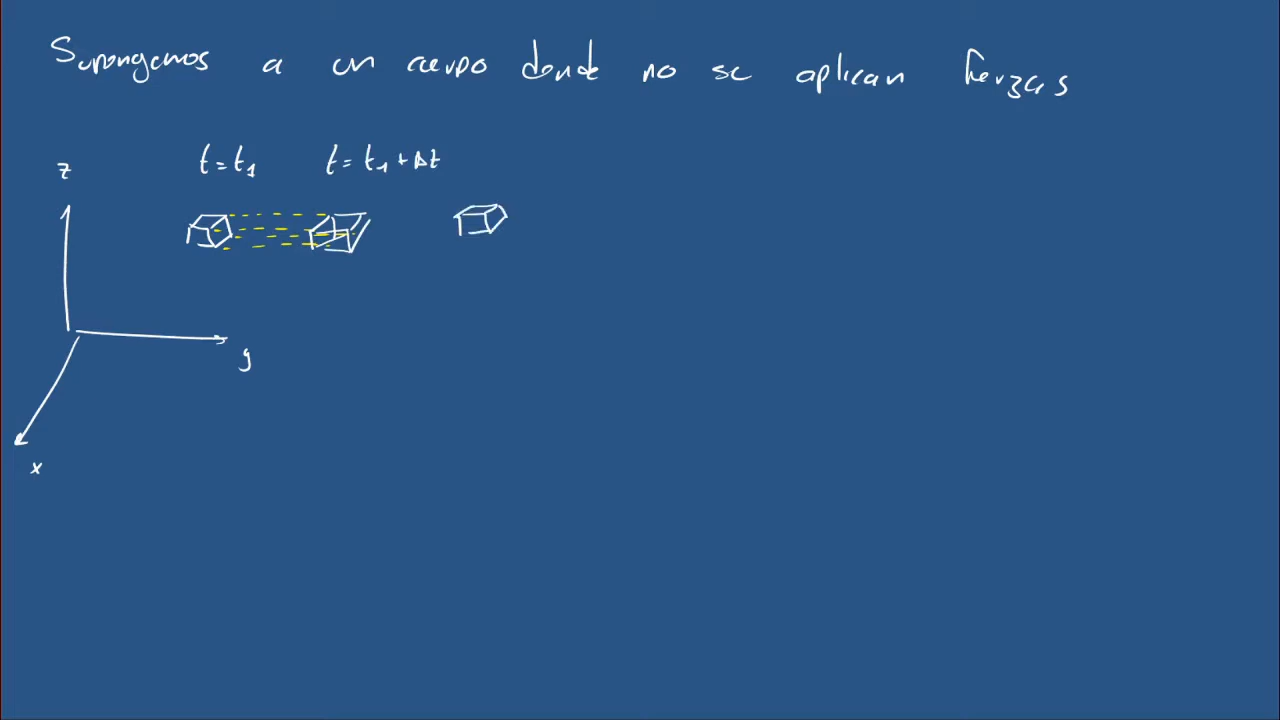 Supongamos a un cuerpo donde no se aplican fuerzas
t = t₁ t = t₁ + Δt
z
y
x